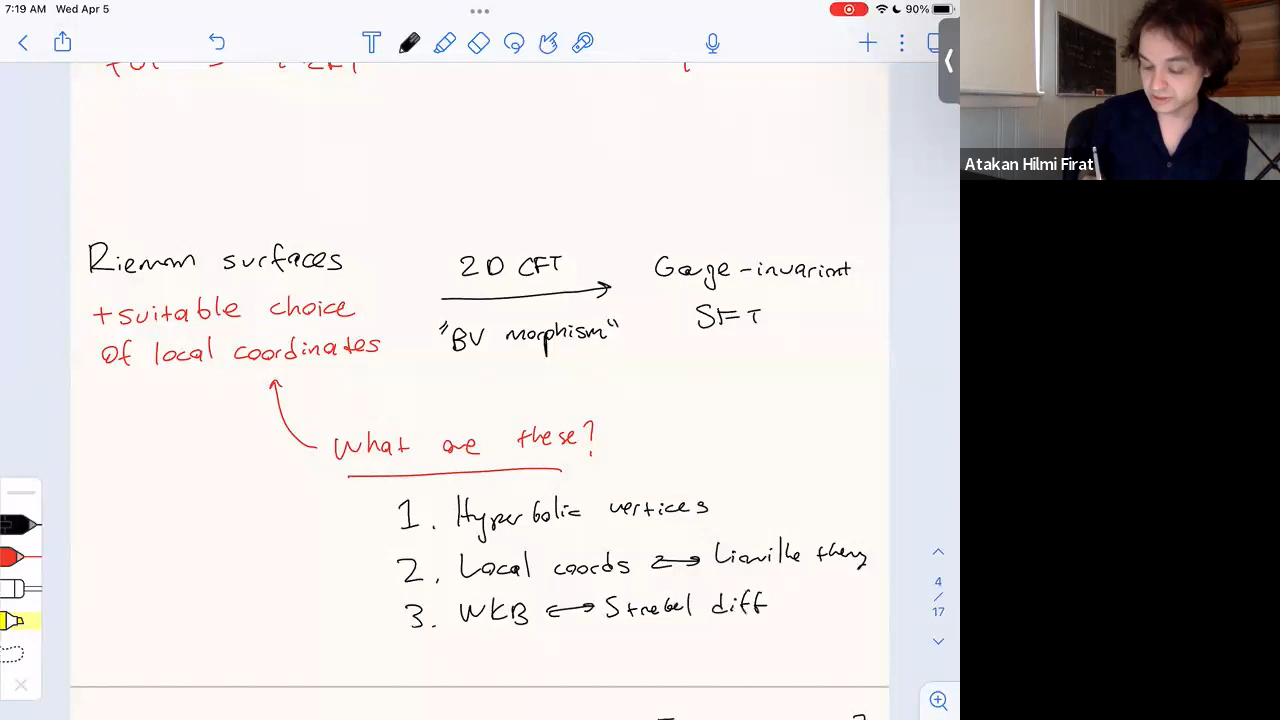 7:19 AM Wed Apr 5
90%
Atakan Hilmi Firat
Riemann surfaces
+ suitable choice
of local coordinates
2D CFT
"BV morphism"
Gauge-invariant
SFT
What are these?
1. Hyperbolic vertices
2. Local coords ↔ Liouville theory
3. WKB ↔ Strebel diff
4
/
17